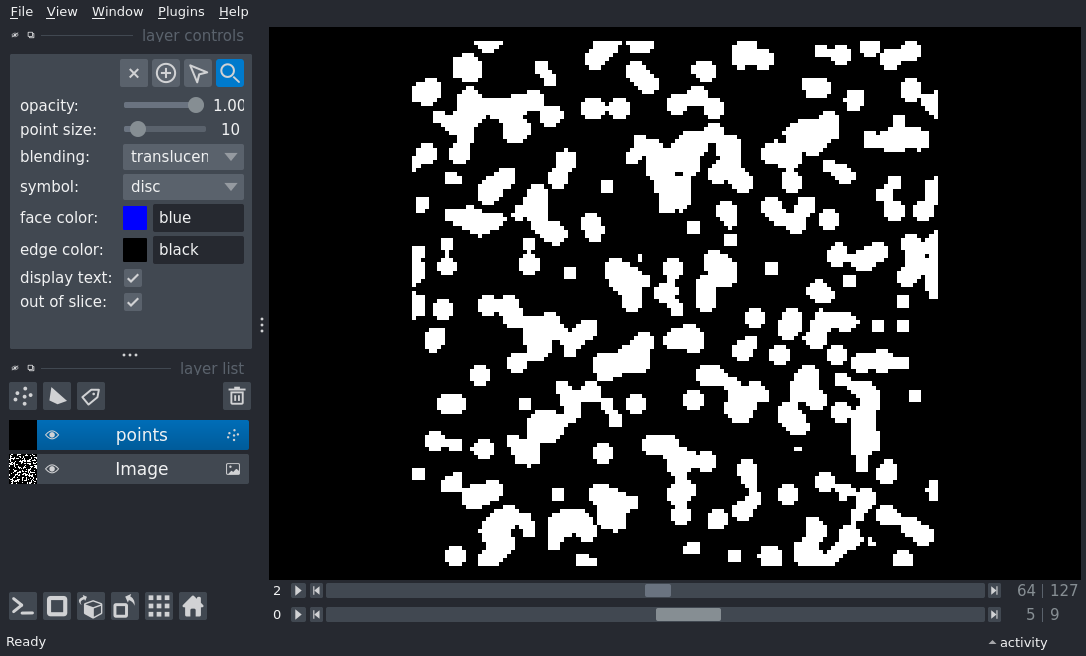 File View Window Plugins Help
layer controls
opacity: 1.00
point size: 10
blending: translucen
symbol: disc
face color: blue
edge color: black
display text:
out of slice:
layer list
points
Image
2 64 | 127
0 5 | 9
Ready activity